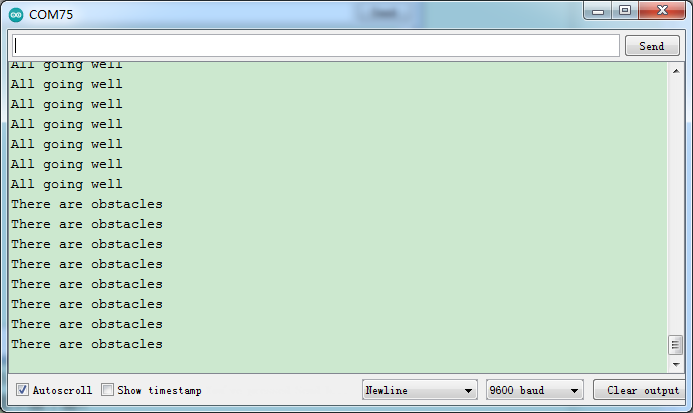 COM75
Send
All going well
All going well
All going well
All going well
All going well
All going well
All going well
There are obstacles
There are obstacles
There are obstacles
There are obstacles
There are obstacles
There are obstacles
There are obstacles
There are obstacles
Autoscroll Show timestamp Newline 9600 baud Clear output